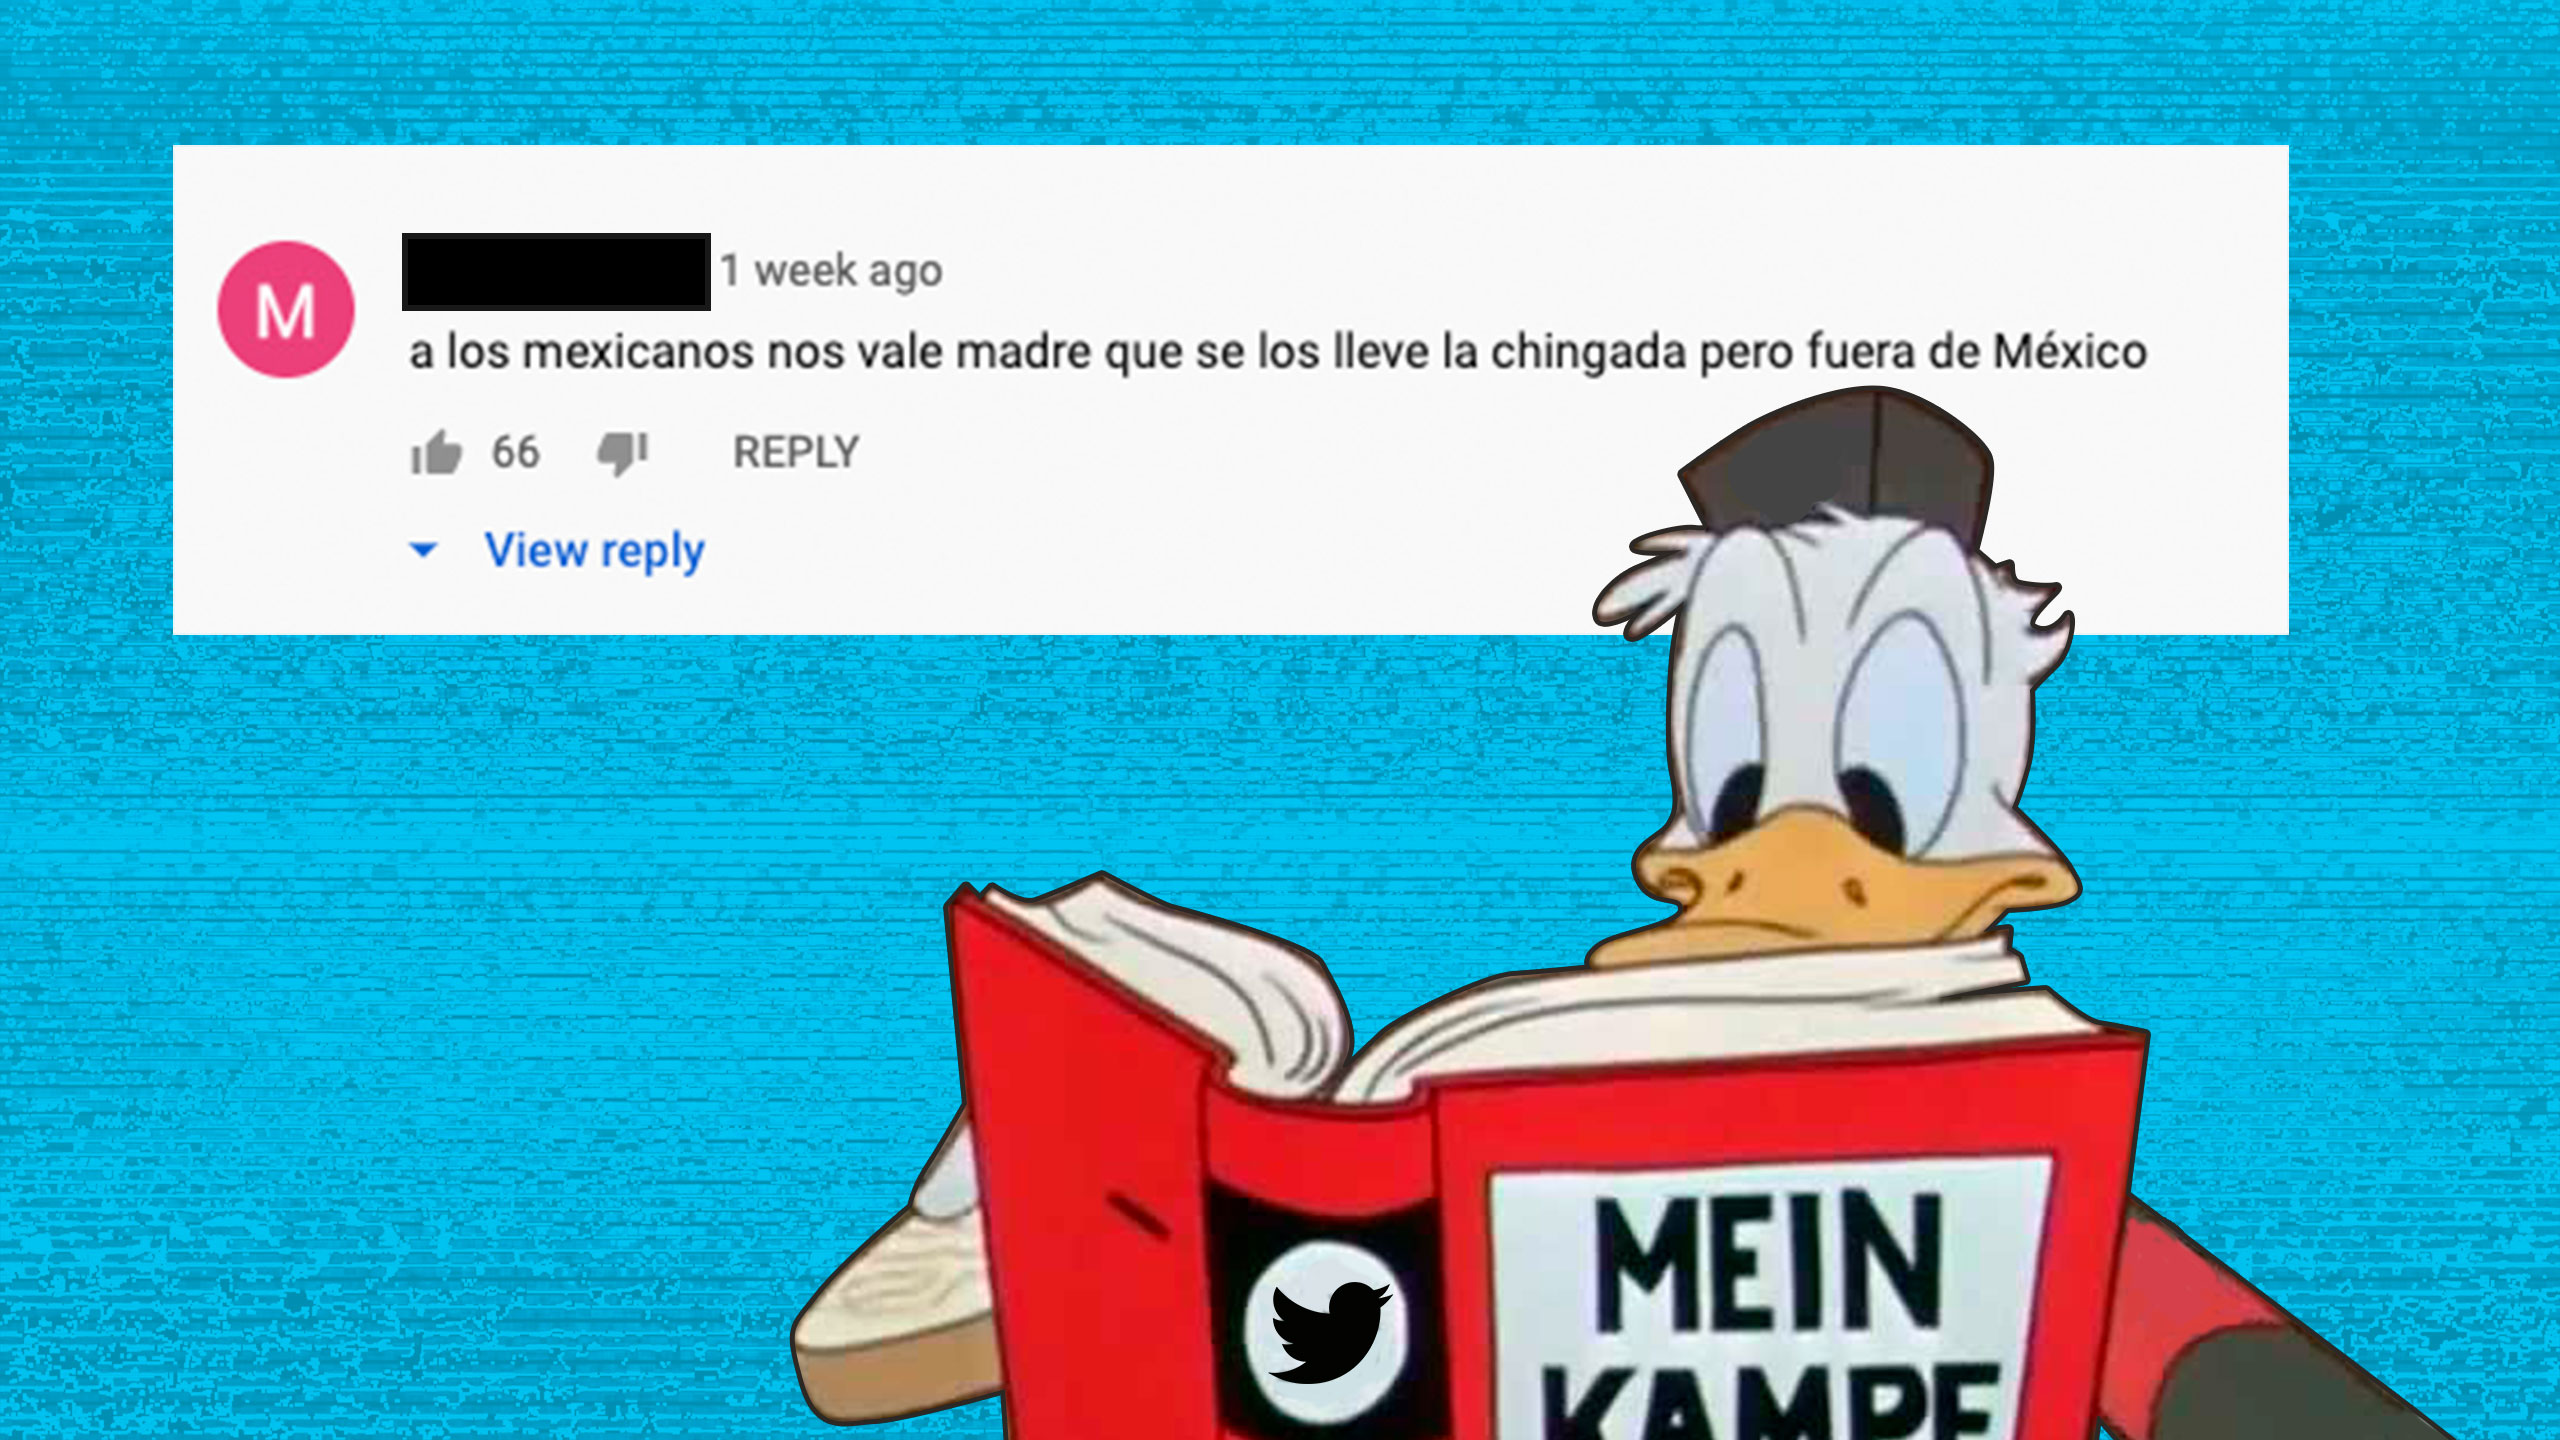 M
1 week ago
a los mexicanos nos vale madre que se los lleve la chingada pero fuera de México
66
REPLY
View reply
MEIN
KAMPF